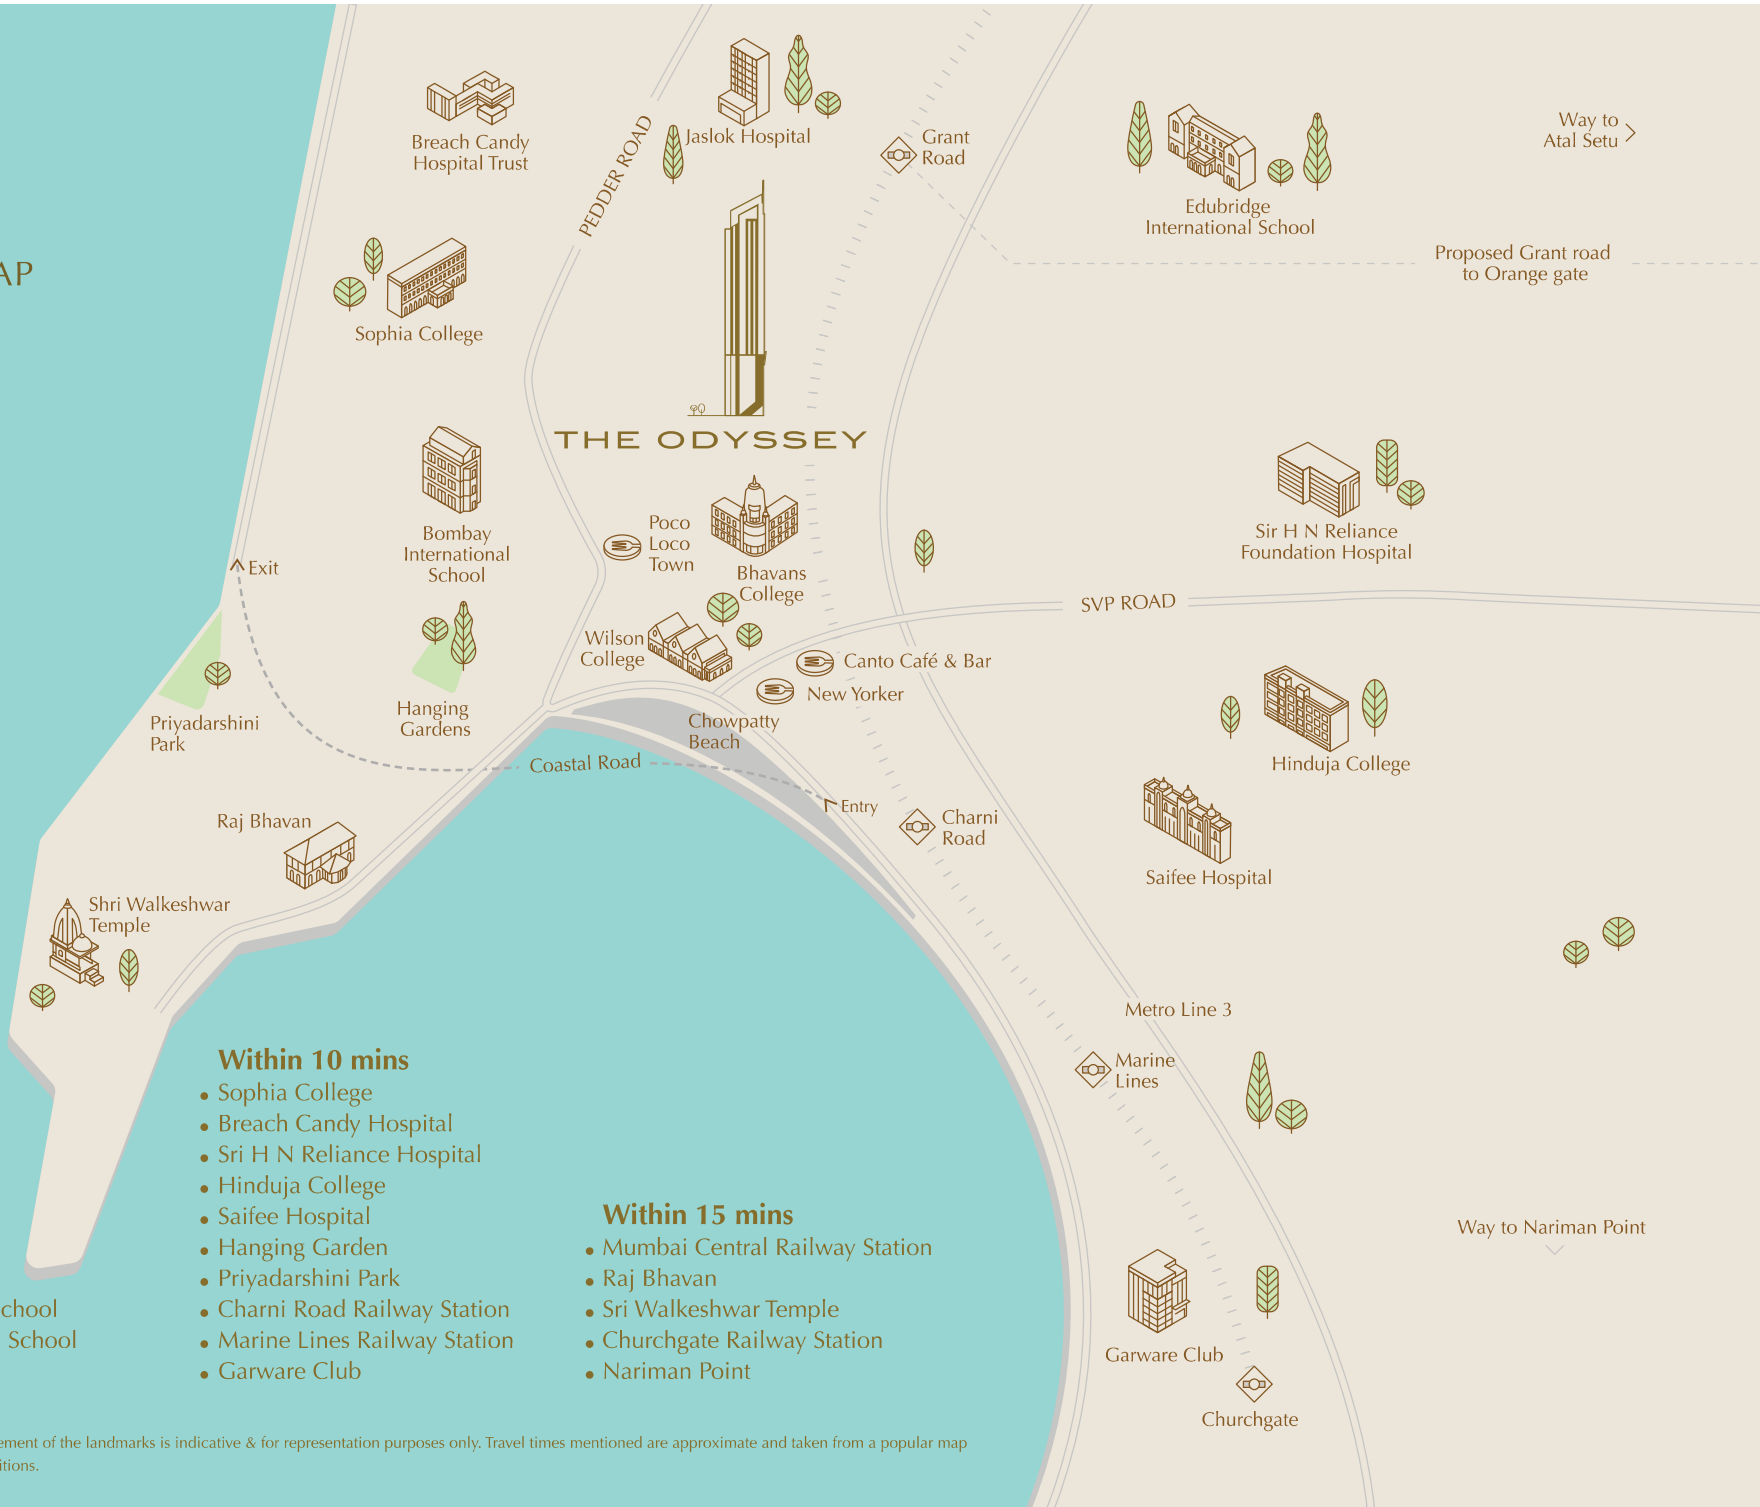 Breach Candy
Hospital Trust
PEDDER ROAD
Jaslok Hospital
Grant
Road
Edubridge
International School
Way to
Atal Setu
Proposed Grant road
to Orange gate
AP
Sophia College
THE ODYSSEY
Bombay
International
School
Poco
Loco
Town
Bhavans
College
Sir H N Reliance
Foundation Hospital
Exit
SVP ROAD
Wilson
College
Canto Café & Bar
New Yorker
Hanging
Gardens
Priyadarshini
Park
Chowpatty
Beach
Coastal Road
Entry
Hinduja College
Charni
Road
Raj Bhavan
Saifee Hospital
Shri Walkeshwar
Temple
Metro Line 3
Marine
Lines
Way to Nariman Point
Garware Club
Churchgate
Within 10 mins
• Sophia College
• Breach Candy Hospital
• Sri H N Reliance Hospital
• Hinduja College
• Saifee Hospital
• Hanging Garden
• Priyadarshini Park
• Charni Road Railway Station
• Marine Lines Railway Station
• Garware Club
Within 15 mins
• Mumbai Central Railway Station
• Raj Bhavan
• Sri Walkeshwar Temple
• Churchgate Railway Station
• Nariman Point
chool
School
ement of the landmarks is indicative & for representation purposes only. Travel times mentioned are approximate and taken from a popular map
itions.